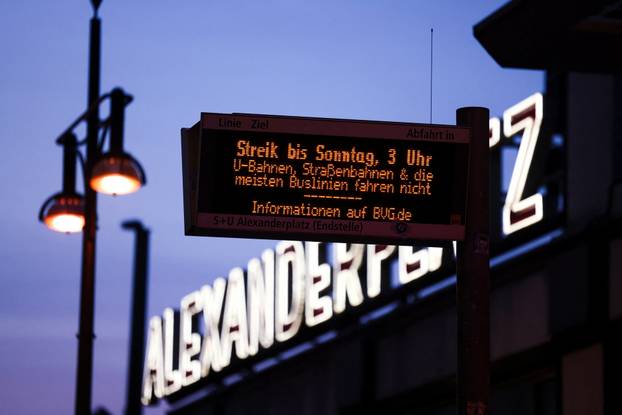 Linie Ziel Abfahrt in
Streik bis Sonntag, 3 Uhr
U-Bahnen, Straßenbahnen & die
meisten Buslinien fahren nicht
--------
Informationen auf BVG.de
S+U Alexanderplatz (Endstelle)
ALEXANDERPLATZ